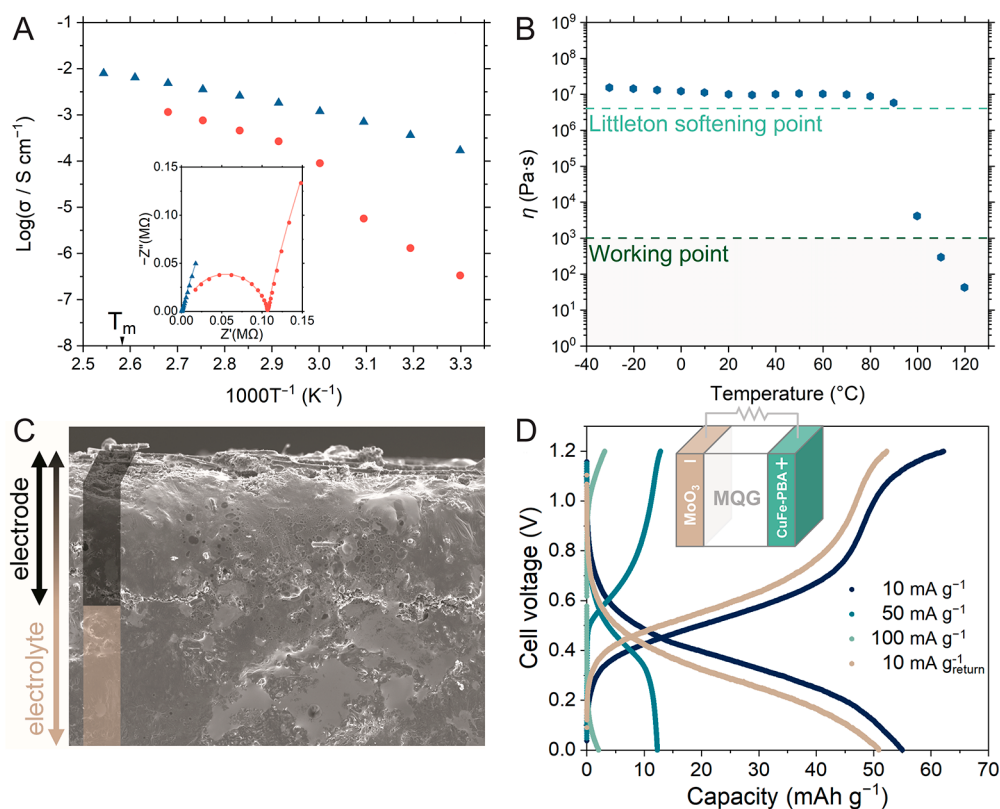 A
-1
-2
-3
-4
-5
-6
-7
-8
Log(σ / S cm⁻¹)
0.15
0.10
0.05
0.00
-Z''(MΩ)
0.00 0.05 0.10 0.15
Z'(MΩ)
Tm
2.5 2.6 2.7 2.8 2.9 3.0 3.1 3.2 3.3
1000T⁻¹ (K⁻¹)
B
10⁹
10⁸
10⁷
10⁶
10⁵
10⁴
10³
10²
10¹
10⁰
η (Pa·s)
Littleton softening point
Working point
-40 -20 0 20 40 60 80 100 120
Temperature (°C)
C
electrode
electrolyte
D
1.2
1.0
0.8
0.6
0.4
0.2
0.0
Cell voltage (V)
MoO₃ –
MQG
CuFe-PBA +
10 mA g⁻¹
50 mA g⁻¹
100 mA g⁻¹
10 mA g⁻¹return
0 10 20 30 40 50 60 70
Capacity (mAh g⁻¹)